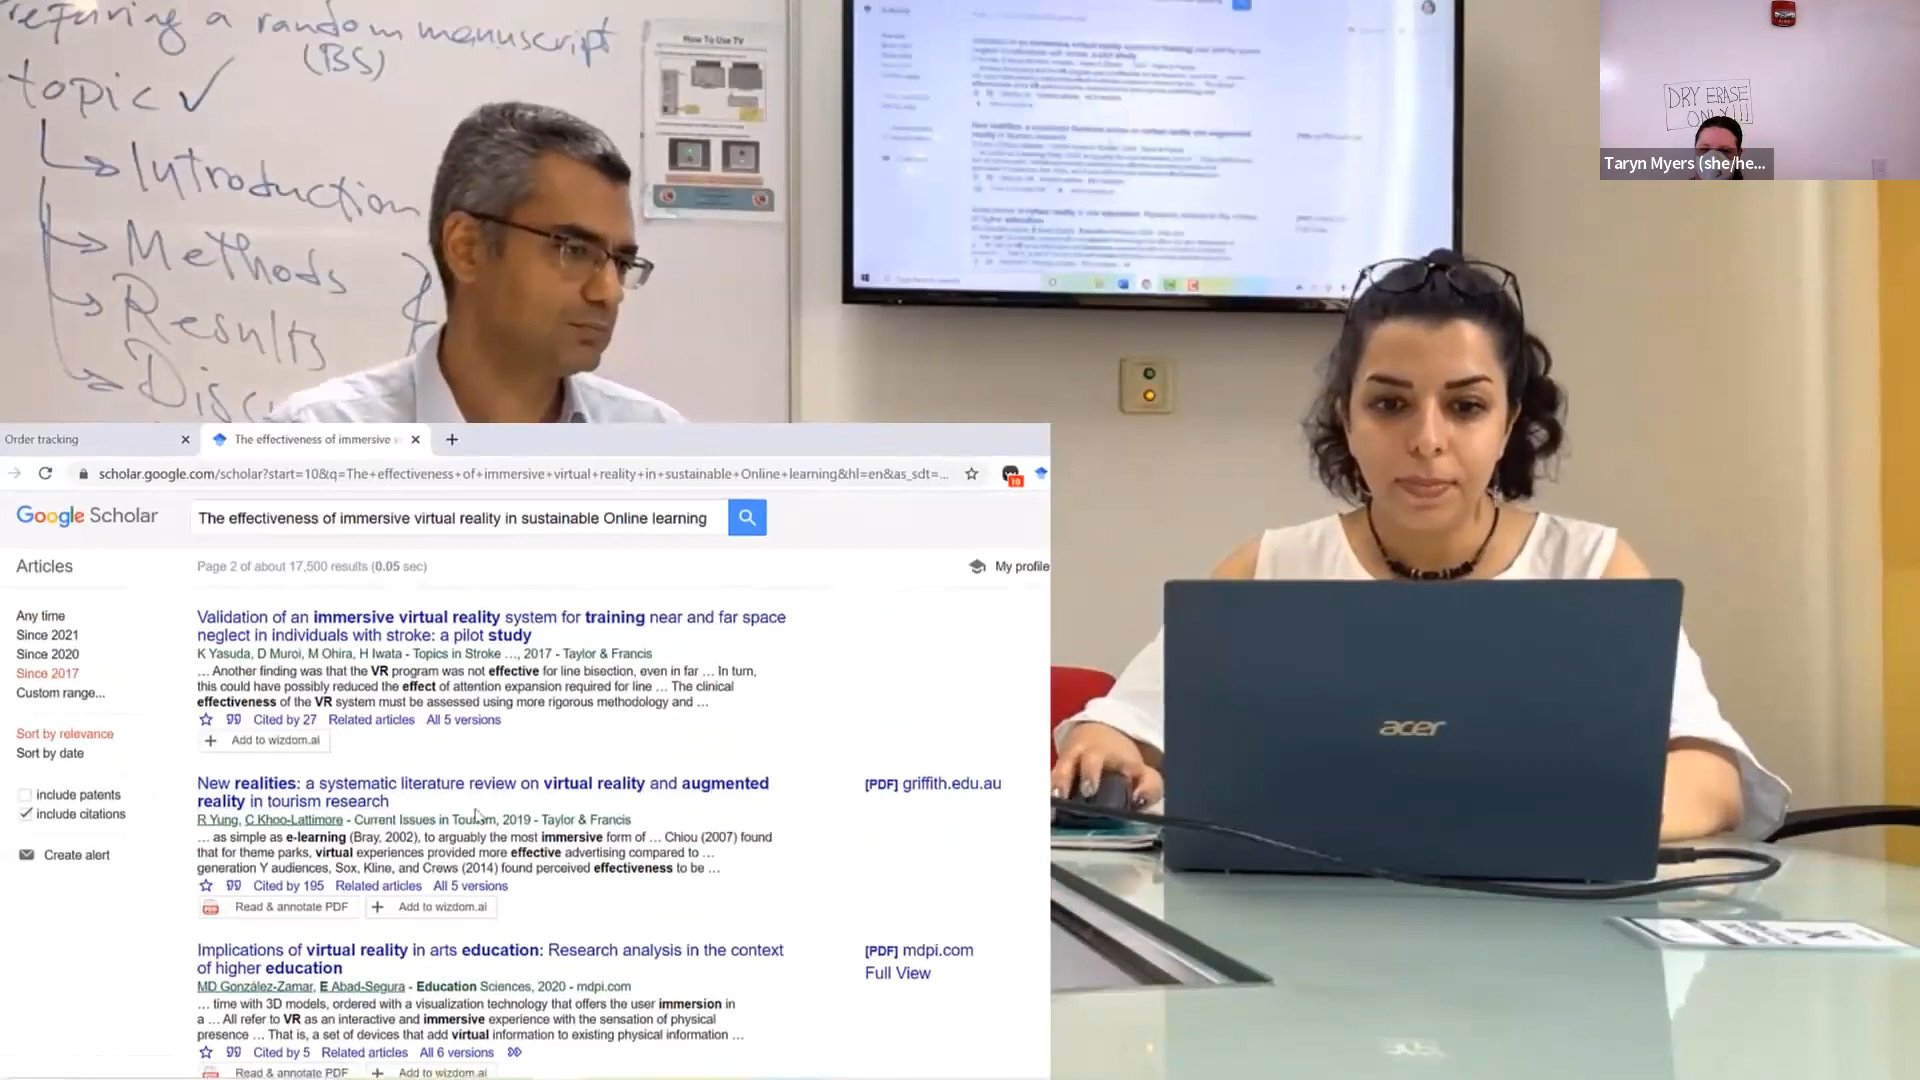 refuring a random manuscript
(BS)
topic ✓
Introduction
Methods
Results
Disc
How To Use TV
DRY ERASE
ONLY!!!
Taryn Myers (she/he...
Order tracking
The effectiveness of immersive
scholar.google.com/scholar?start=10&q=The+effectiveness+of+immersive+virtual+reality+in+sustainable+Online+learning&hl=en&as_sdt=...
10
Google Scholar
The effectiveness of immersive virtual reality in sustainable Online learning
Articles
Page 2 of about 17,500 results (0.05 sec)
My profile
Any time
Since 2021
Since 2020
Since 2017
Custom range...
Sort by relevance
Sort by date
include patents
include citations
Create alert
Validation of an immersive virtual reality system for training near and far space
neglect in individuals with stroke: a pilot study
K Yasuda, D Muroi, M Ohira, H Iwata - Topics in Stroke …, 2017 - Taylor & Francis
… Another finding was that the VR program was not effective for line bisection, even in far … In turn,
this could have possibly reduced the effect of attention expansion required for line … The clinical
effectiveness of the VR system must be assessed using more rigorous methodology and …
Cited by 27 Related articles All 5 versions
Add to wizdom.ai
New realities: a systematic literature review on virtual reality and augmented
reality in tourism research
[PDF] griffith.edu.au
R Yung, C Khoo-Lattimore - Current Issues in Tourism, 2019 - Taylor & Francis
… as simple as e-learning (Bray, 2002), to arguably the most immersive form of … Chiou (2007) found
that for theme parks, virtual experiences provided more effective advertising compared to …
generation Y audiences, Sox, Kline, and Crews (2014) found perceived effectiveness to be …
Cited by 195 Related articles All 5 versions
Read & annotate PDF
Add to wizdom.ai
Implications of virtual reality in arts education: Research analysis in the context
of higher education
[PDF] mdpi.com
Full View
MD González-Zamar, E Abad-Segura - Education Sciences, 2020 - mdpi.com
… time with 3D models, ordered with a visualization technology that offers the user immersion in
a … All refer to VR as an interactive and immersive experience with the sensation of physical
presence … That is, a set of devices that add virtual information to existing physical information …
Cited by 5 Related articles All 6 versions
Read & annotate PDF
Add to wizdom.ai
acer